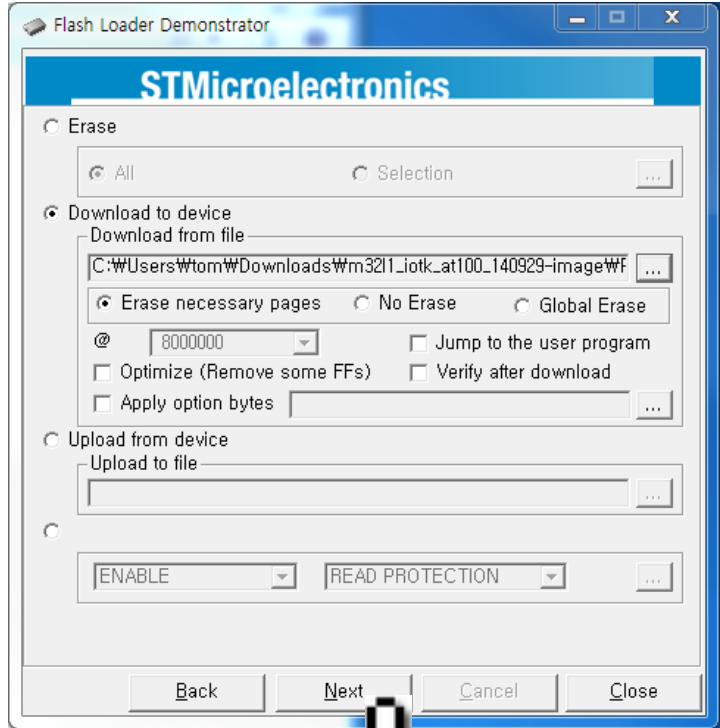 Flash Loader Demonstrator
STMicroelectronics
Erase
All Selection ...
Download to device
Download from file
C:₩Users₩tom₩Downloads₩m32l1_iotk_at100_140929-image₩F ...
Erase necessary pages No Erase Global Erase
@ 8000000 Jump to the user program
Optimize (Remove some FFs) Verify after download
Apply option bytes ...
Upload from device
Upload to file
...
ENABLE READ PROTECTION ...
Back Next Cancel Close